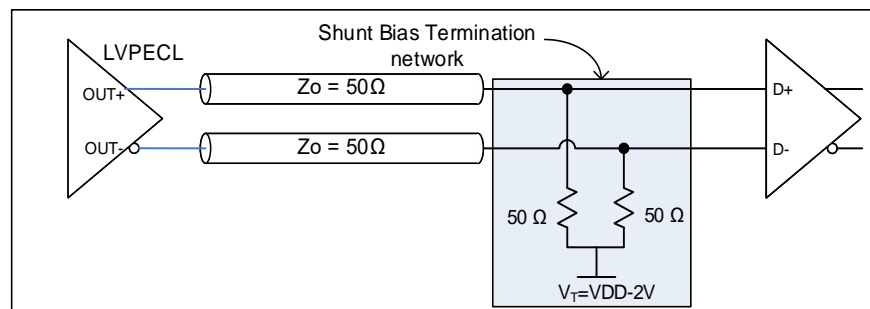 Shunt Bias Termination
network
LVPECL
OUT+
Zo = 50Ω
D+
OUT-
Zo = 50Ω
D-
50 Ω
50 Ω
VT=VDD-2V